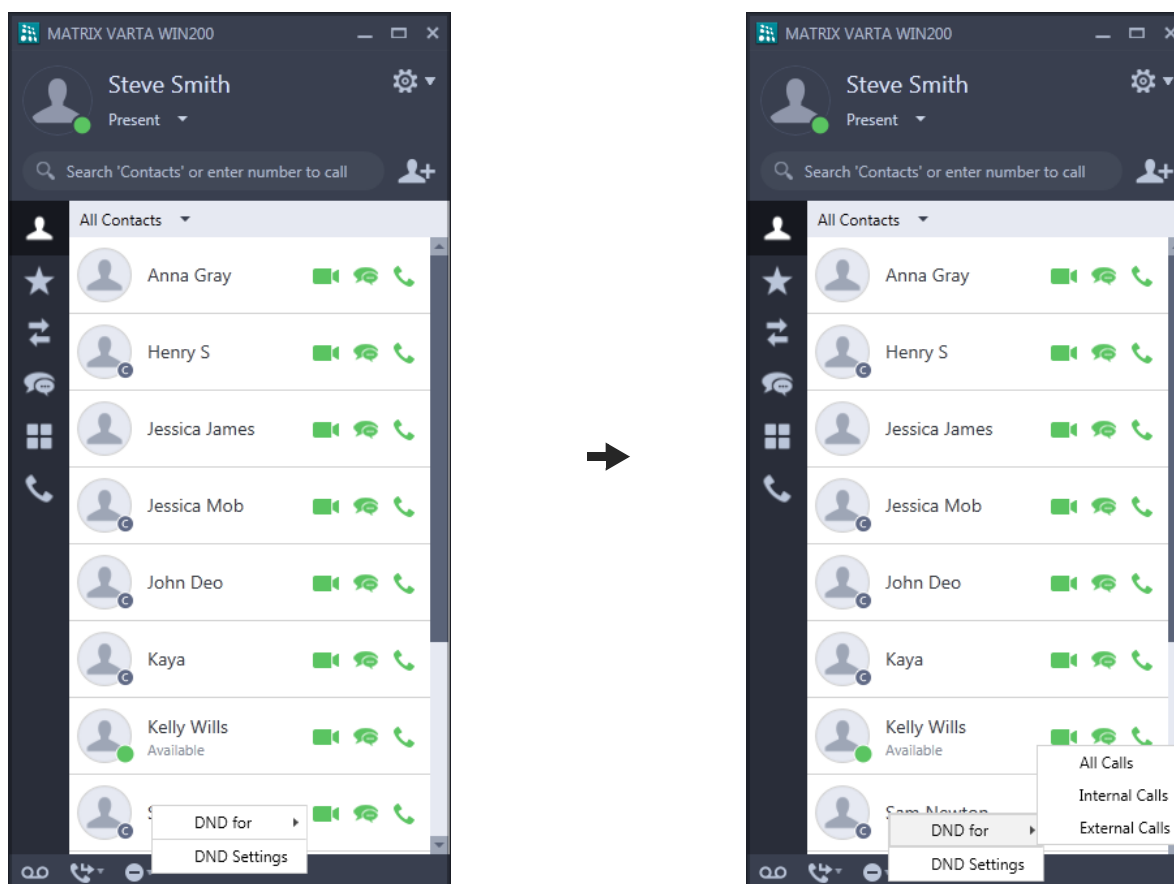 MATRIX VARTA WIN200
Steve Smith
Present
Search 'Contacts' or enter number to call
All Contacts
Anna Gray
Henry S
C
Jessica James
Jessica Mob
C
John Deo
C
Kaya
C
Kelly Wills
Available
S
C
DND for
DND Settings
MATRIX VARTA WIN200
Steve Smith
Present
Search 'Contacts' or enter number to call
All Contacts
Anna Gray
Henry S
C
Jessica James
Jessica Mob
C
John Deo
C
Kaya
C
Kelly Wills
Available
Sam Newton
C
All Calls
Internal Calls
External Calls
DND for
DND Settings